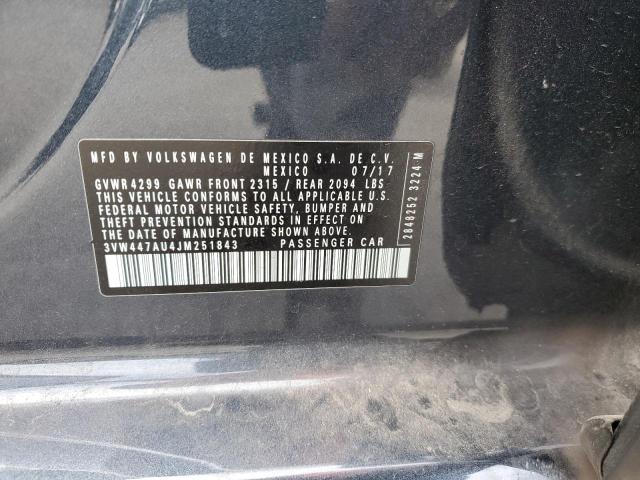 MFD BY VOLKSWAGEN DE MEXICO S.A. DE C.V.
MEXICO 07/17
GVWR 4299 GAWR FRONT 2315 / REAR 2094 LBS
THIS VEHICLE CONFORMS TO ALL APPLICABLE U.S.
FEDERAL MOTOR VEHICLE SAFETY, BUMPER AND
THEFT PREVENTION STANDARDS IN EFFECT ON
THE DATE OF MANUFACTURE SHOWN ABOVE.
3VW447AU4JM251843 PASSENGER CAR
2848252 3224 M